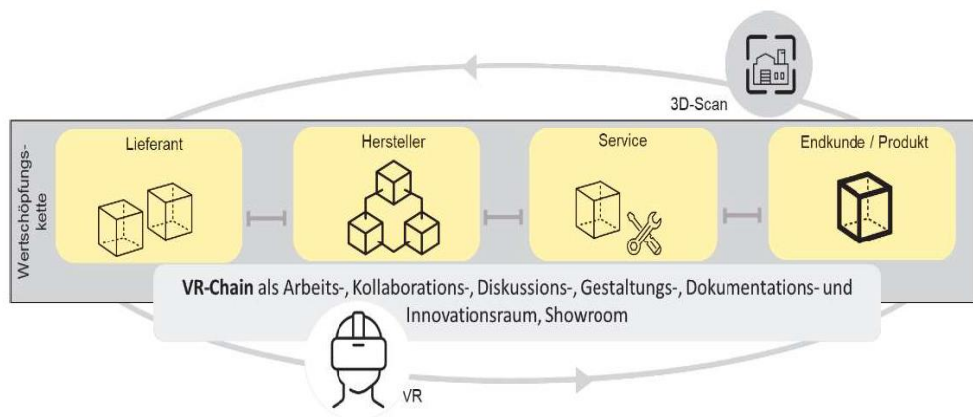 3D-Scan
Wertschöpfungs-
kette
Lieferant
Hersteller
Service
Endkunde / Produkt
VR-Chain als Arbeits-, Kollaborations-, Diskussions-, Gestaltungs-, Dokumentations- und
Innovationsraum, Showroom
VR